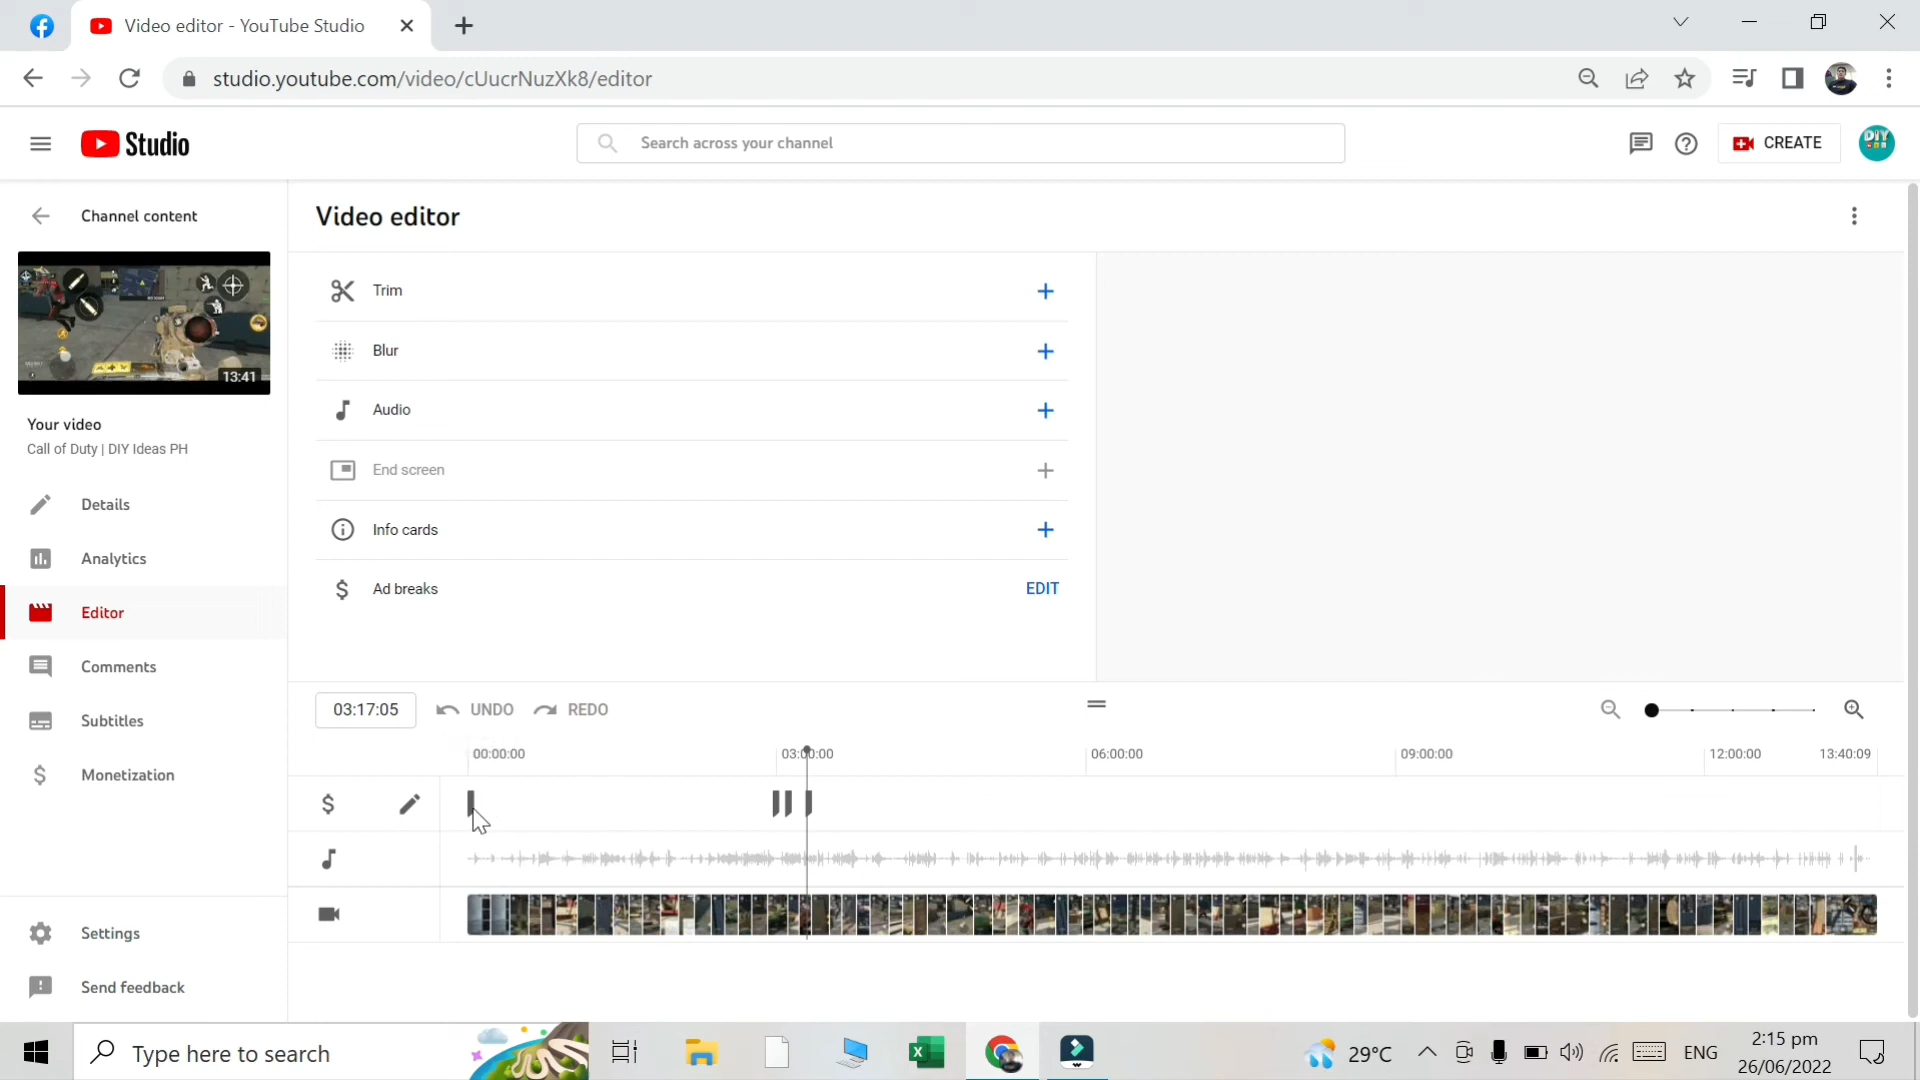 Video editor - YouTube Studio
studio.youtube.com/video/cUucrNuzXk8/editor
Studio
Search across your channel
CREATE
DIY
Channel content
Video editor
13:41
Your video
Call of Duty | DIY Ideas PH
Details
Analytics
Editor
Comments
Subtitles
Monetization
Settings
Send feedback
Trim
Blur
Audio
End screen
Info cards
Ad breaks
EDIT
03:17:05
UNDO
REDO
00:00:00
03:00:00
06:00:00
09:00:00
12:00:00
13:40:09
Type here to search
29°C
ENG
2:15 pm
26/06/2022